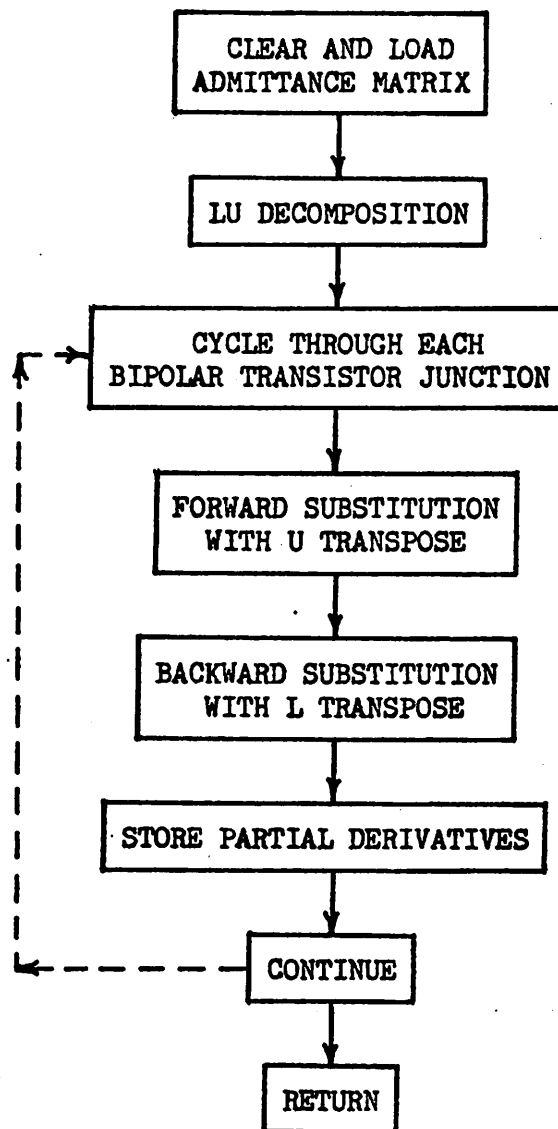 CLEAR AND LOAD
ADMITTANCE MATRIX
LU DECOMPOSITION
CYCLE THROUGH EACH
BIPOLAR TRANSISTOR JUNCTION
FORWARD SUBSTITUTION
WITH U TRANSPOSE
BACKWARD SUBSTITUTION
WITH L TRANSPOSE
STORE PARTIAL DERIVATIVES
CONTINUE
RETURN